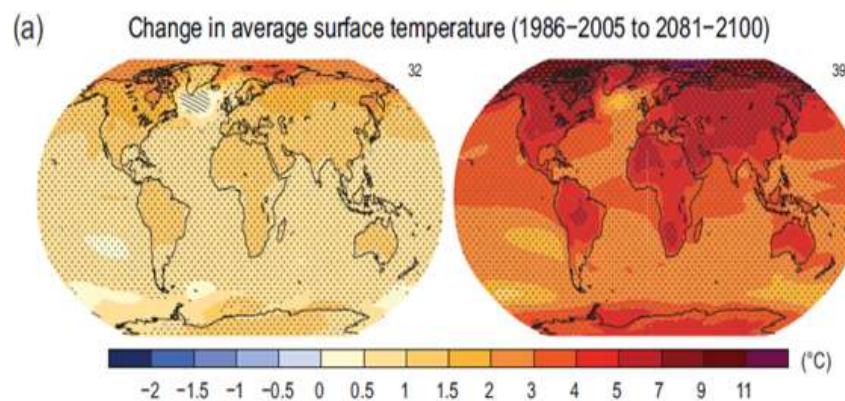 (a) Change in average surface temperature (1986−2005 to 2081−2100)
32
39
(°C)
−2 −1.5 −1 −0.5 0 0.5 1 1.5 2 3 4 5 7 9 11